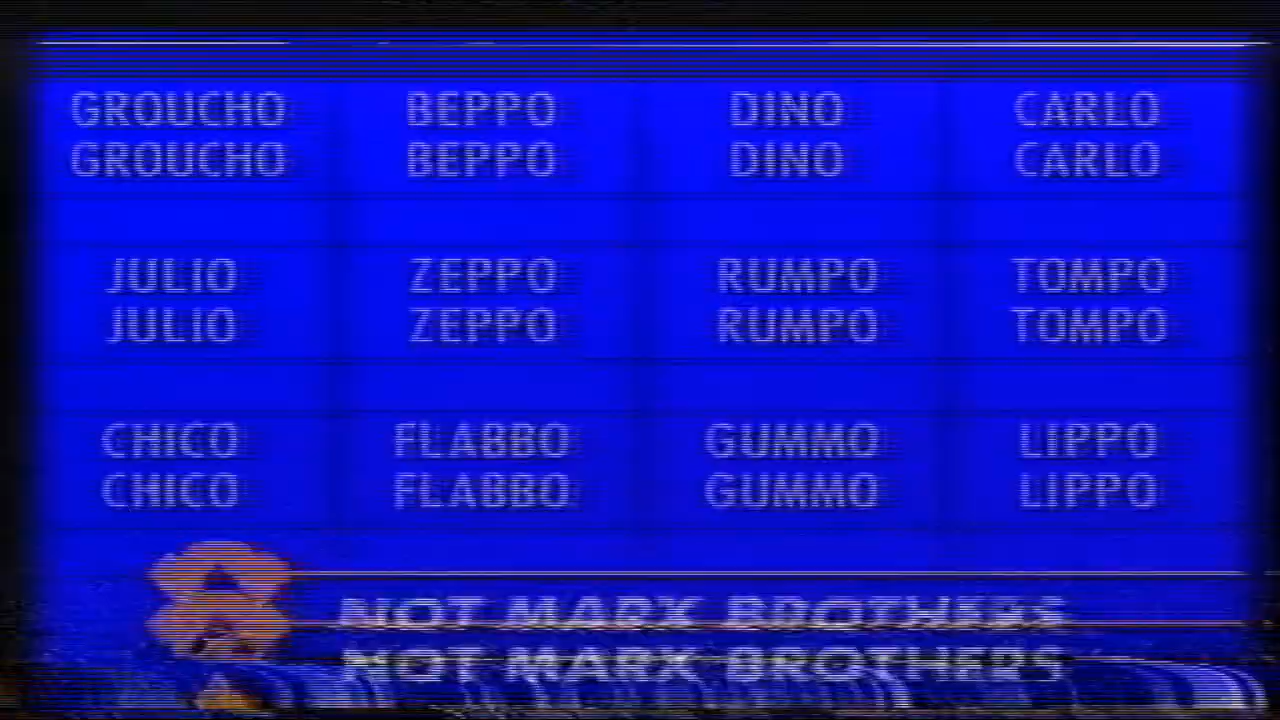 GROUCHO BEPPO DINO CARLO
GROUCHO BEPPO DINO CARLO
JULIO ZEPPO RUMPO TOMPO
JULIO ZEPPO RUMPO TOMPO
CHICO FLABBO GUMMO LIPPO
CHICO FLABBO GUMMO LIPPO
NOT MARX BROTHERS
NOT MARX BROTHERS